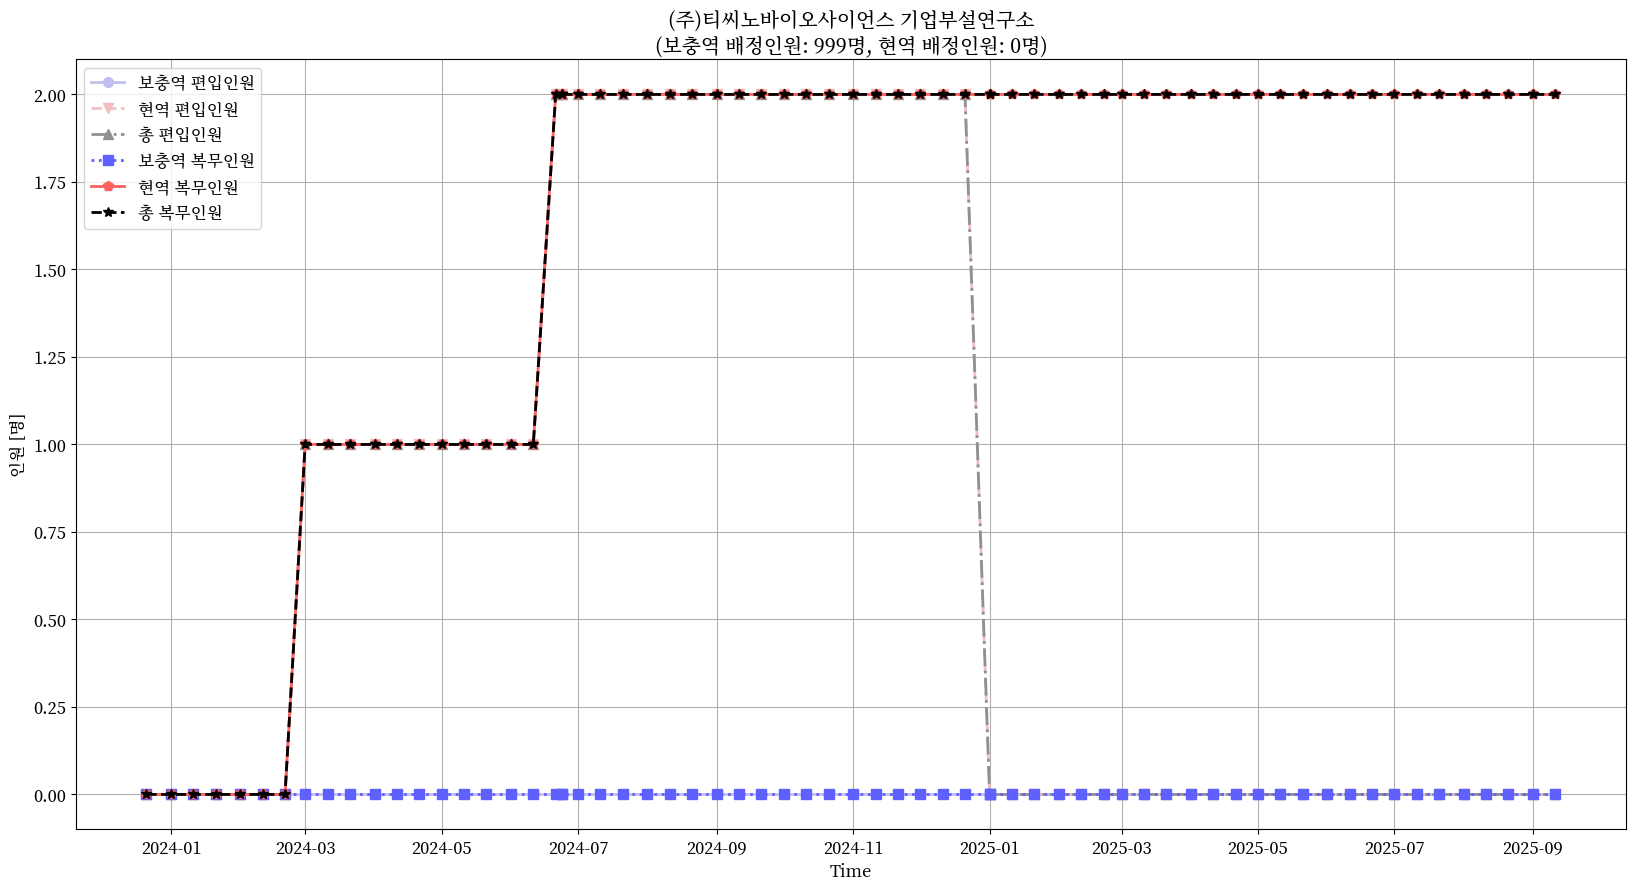 (주)티씨노바이오사이언스 기업부설연구소
(보충역 배정인원: 999명, 현역 배정인원: 0명)
보충역 편입인원
현역 편입인원
총 편입인원
보충역 복무인원
현역 복무인원
총 복무인원
2.00
1.75
1.50
1.25
1.00
0.75
0.50
0.25
0.00
인원 [명]
2024-01
2024-03
2024-05
2024-07
2024-09
2024-11
2025-01
2025-03
2025-05
2025-07
2025-09
Time